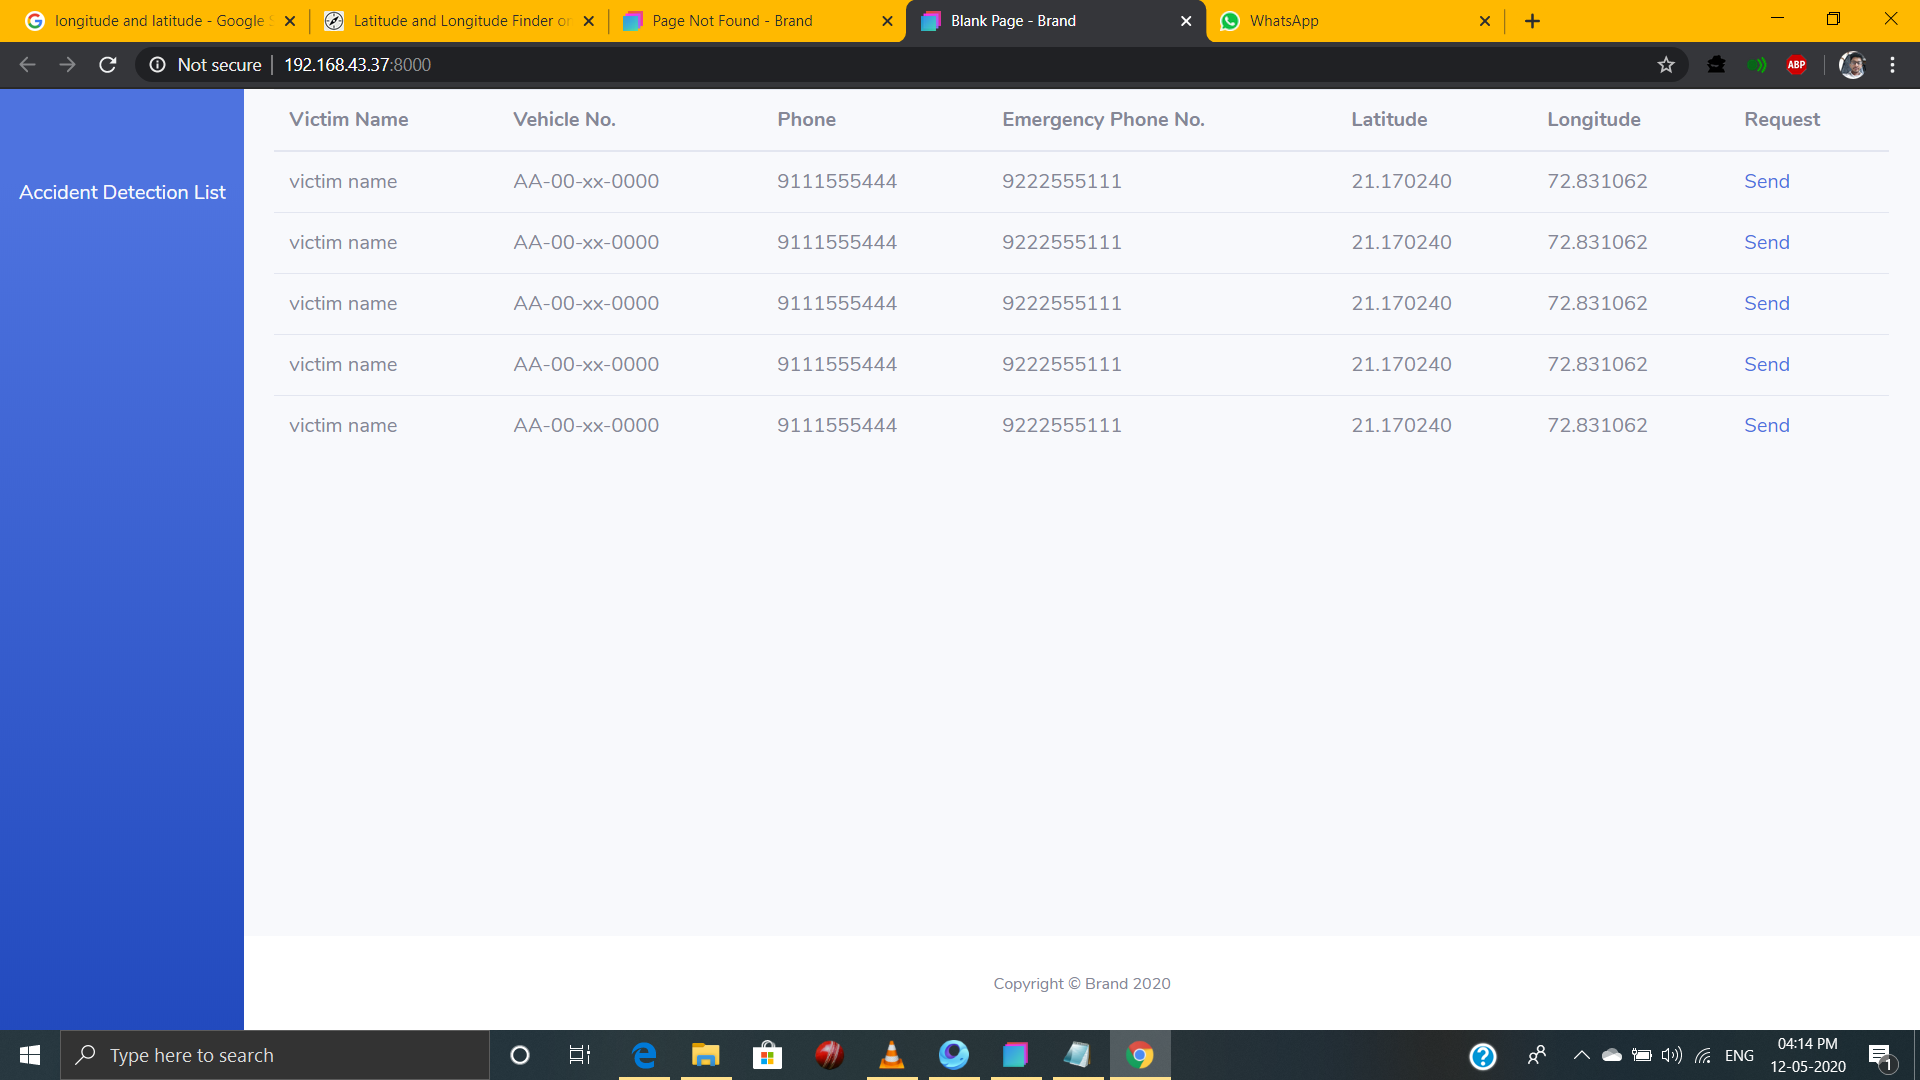 longitude and latitude - Google S
Latitude and Longitude Finder on
Page Not Found - Brand
Blank Page - Brand
WhatsApp
Not secure 192.168.43.37:8000
ABP
Accident Detection List
Victim Name Vehicle No. Phone Emergency Phone No. Latitude Longitude Request
victim name AA-00-xx-0000 9111555444 9222555111 21.170240 72.831062 Send
victim name AA-00-xx-0000 9111555444 9222555111 21.170240 72.831062 Send
victim name AA-00-xx-0000 9111555444 9222555111 21.170240 72.831062 Send
victim name AA-00-xx-0000 9111555444 9222555111 21.170240 72.831062 Send
victim name AA-00-xx-0000 9111555444 9222555111 21.170240 72.831062 Send
Copyright © Brand 2020
Type here to search
ENG
04:14 PM
12-05-2020
1